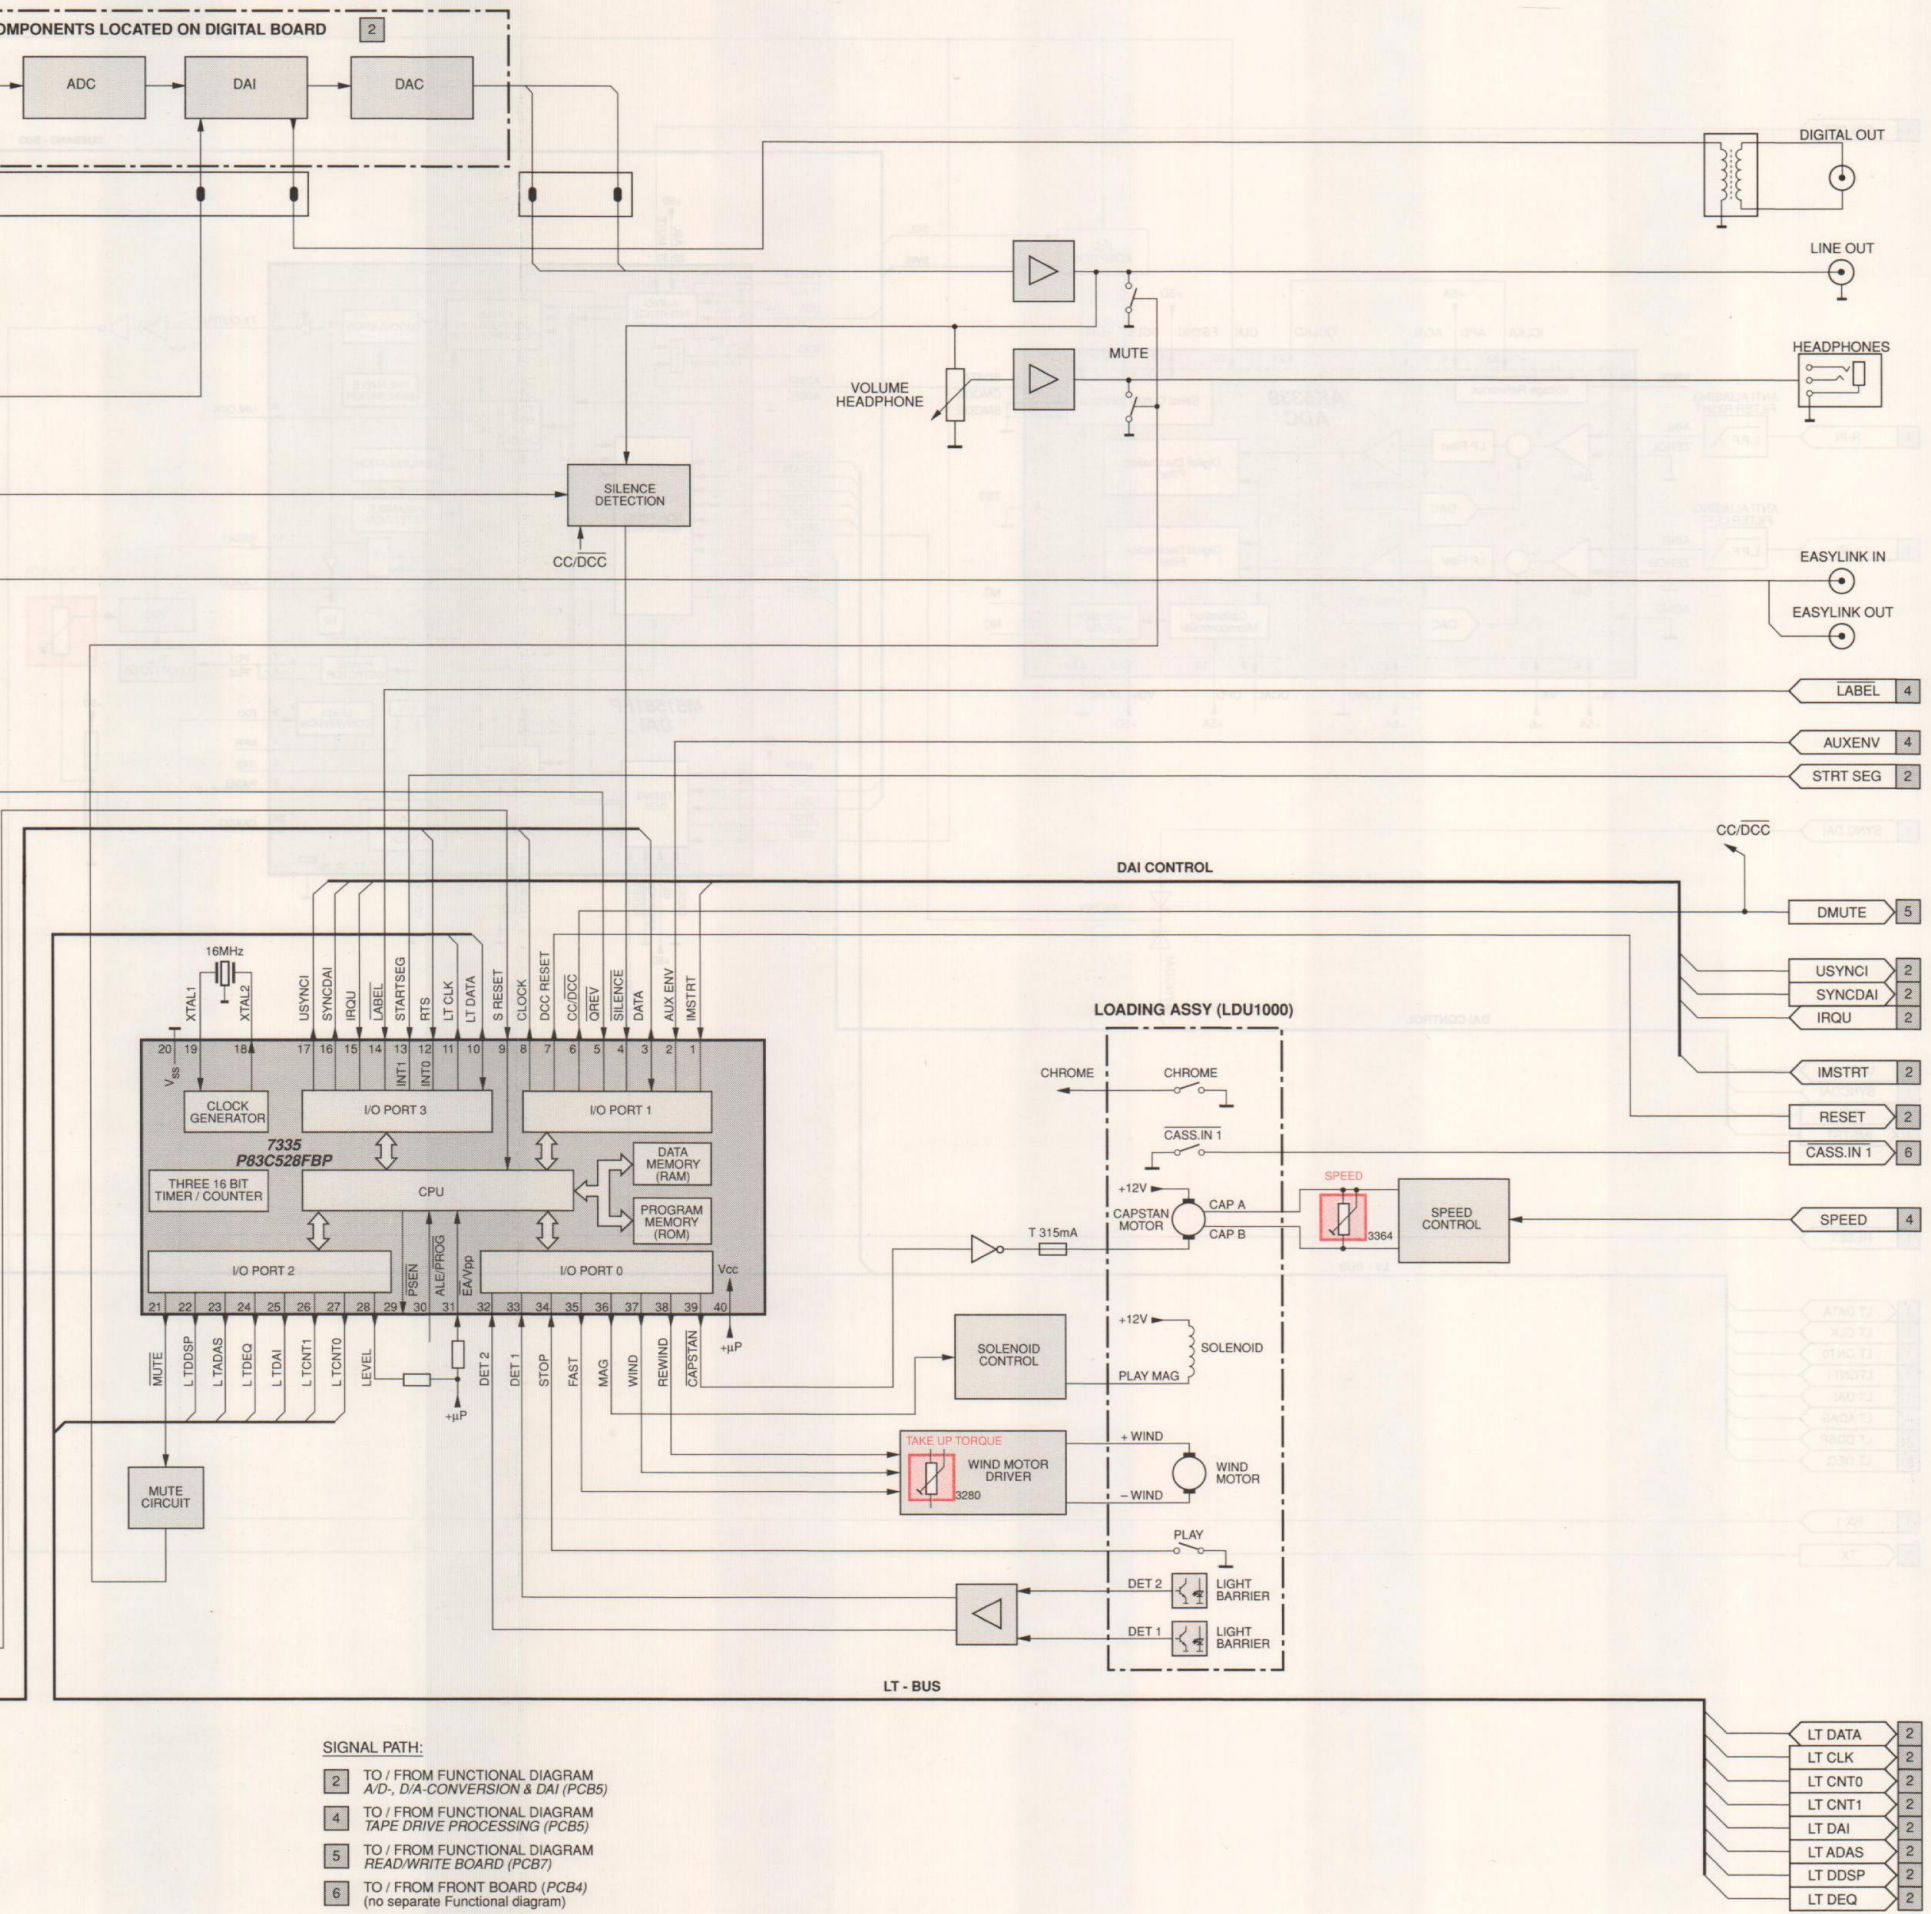 OMPONENTS LOCATED ON DIGITAL BOARD 2
ADC
DAI
DAC
DIGITAL OUT
LINE OUT
HEADPHONES
MUTE
VOLUME
HEADPHONE
SILENCE
DETECTION
CC/DCC
EASYLINK IN
EASYLINK OUT
LABEL 4
AUXENV 4
STRT SEG 2
CC/DCC
DAI CONTROL
DMUTE 5
USYNCI 2
SYNCDAI 2
IRQU 2
IMSTRT 2
RESET 2
CASS.IN 1 6
SPEED 4
16MHz
XTAL1
XTAL2
USYNCI
SYNCDAI
IRQU
LABEL
STARTSEG
RTS
LT CLK
LT DATA
S RESET
CLOCK
DCC RESET
CC/DCC
QREV
SILENCE
DATA
AUX ENV
IMSTRT
20 19 18 17 16 15 14 13 12 11 10 9 8 7 6 5 4 3 2 1
Vss
INT1
INT0
CLOCK
GENERATOR
I/O PORT 3
I/O PORT 1
7335
P83C528FBP
THREE 16 BIT
TIMER / COUNTER
CPU
DATA
MEMORY
(RAM)
PROGRAM
MEMORY
(ROM)
I/O PORT 2
PSEN
ALE/PROG
EA/Vpp
I/O PORT 0
Vcc
21 22 23 24 25 26 27 28 29 30 31 32 33 34 35 36 37 38 39 40
MUTE
LTDDSP
LTADAS
LTDEQ
LTDAI
LTCNT1
LTCNT0
LEVEL
+µP
DET 2
DET 1
STOP
FAST
MAG
WIND
REWIND
CAPSTAN
+µP
MUTE
CIRCUIT
LOADING ASSY (LDU1000)
CHROME
CHROME
CASS.IN 1
+12V
CAPSTAN
MOTOR
CAP A
CAP B
T 315mA
SPEED
3364
SPEED
CONTROL
SOLENOID
CONTROL
+12V
SOLENOID
PLAY MAG
TAKE UP TORQUE
WIND MOTOR
DRIVER
3280
+ WIND
WIND
MOTOR
– WIND
PLAY
DET 2
LIGHT
BARRIER
DET 1
LIGHT
BARRIER
LT - BUS
LT DATA 2
LT CLK 2
LT CNT0 2
LT CNT1 2
LT DAI 2
LT ADAS 2
LT DDSP 2
LT DEQ 2
SIGNAL PATH:
2 TO / FROM FUNCTIONAL DIAGRAM
A/D-, D/A-CONVERSION & DAI (PCB5)
4 TO / FROM FUNCTIONAL DIAGRAM
TAPE DRIVE PROCESSING (PCB5)
5 TO / FROM FUNCTIONAL DIAGRAM
READ/WRITE BOARD (PCB7)
6 TO / FROM FRONT BOARD (PCB4)
(no separate Functional diagram)